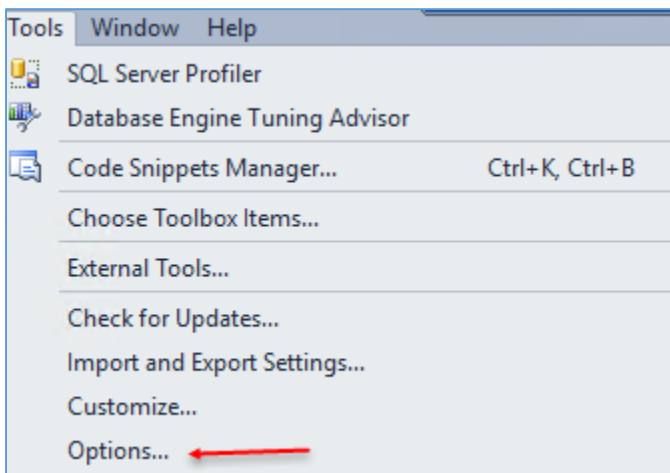 Tools Window Help
SQL Server Profiler
Database Engine Tuning Advisor
Code Snippets Manager... Ctrl+K, Ctrl+B
Choose Toolbox Items...
External Tools...
Check for Updates...
Import and Export Settings...
Customize...
Options...